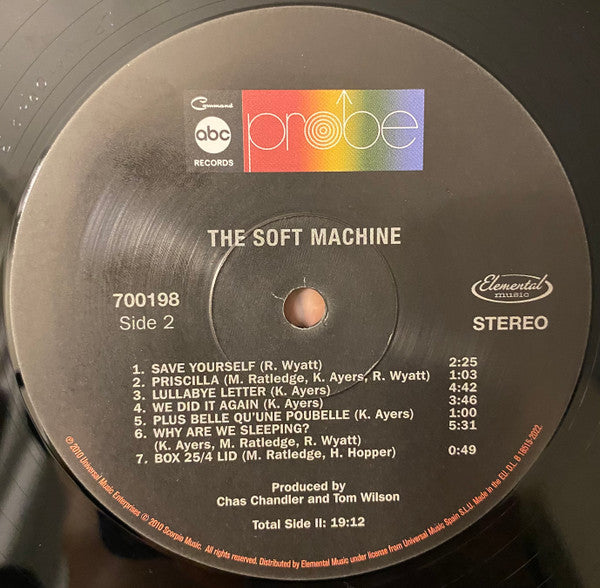 Command
abc
RECORDS
probe
THE SOFT MACHINE
700198
Side 2
Elemental
music
STEREO
1. SAVE YOURSELF (R. Wyatt) 2:25
2. PRISCILLA (M. Ratledge, K. Ayers, R. Wyatt) 1:03
3. LULLABYE LETTER (K. Ayers) 4:42
4. WE DID IT AGAIN (K. Ayers) 3:46
5. PLUS BELLE QU'UNE POUBELLE (K. Ayers) 1:00
6. WHY ARE WE SLEEPING? 5:31
(K. Ayers, M. Ratledge, R. Wyatt)
7. BOX 25/4 LID (M. Ratledge, H. Hopper) 0:49
Produced by
Chas Chandler and Tom Wilson
Total Side II: 19:12
℗ 2010 Universal Music Enterprises © 2010 Scorpio Music. All rights reserved. Distributed by Elemental Music under license from Universal Music Spain S.L.U. Made in the EU. D.L. B 18515-2022.